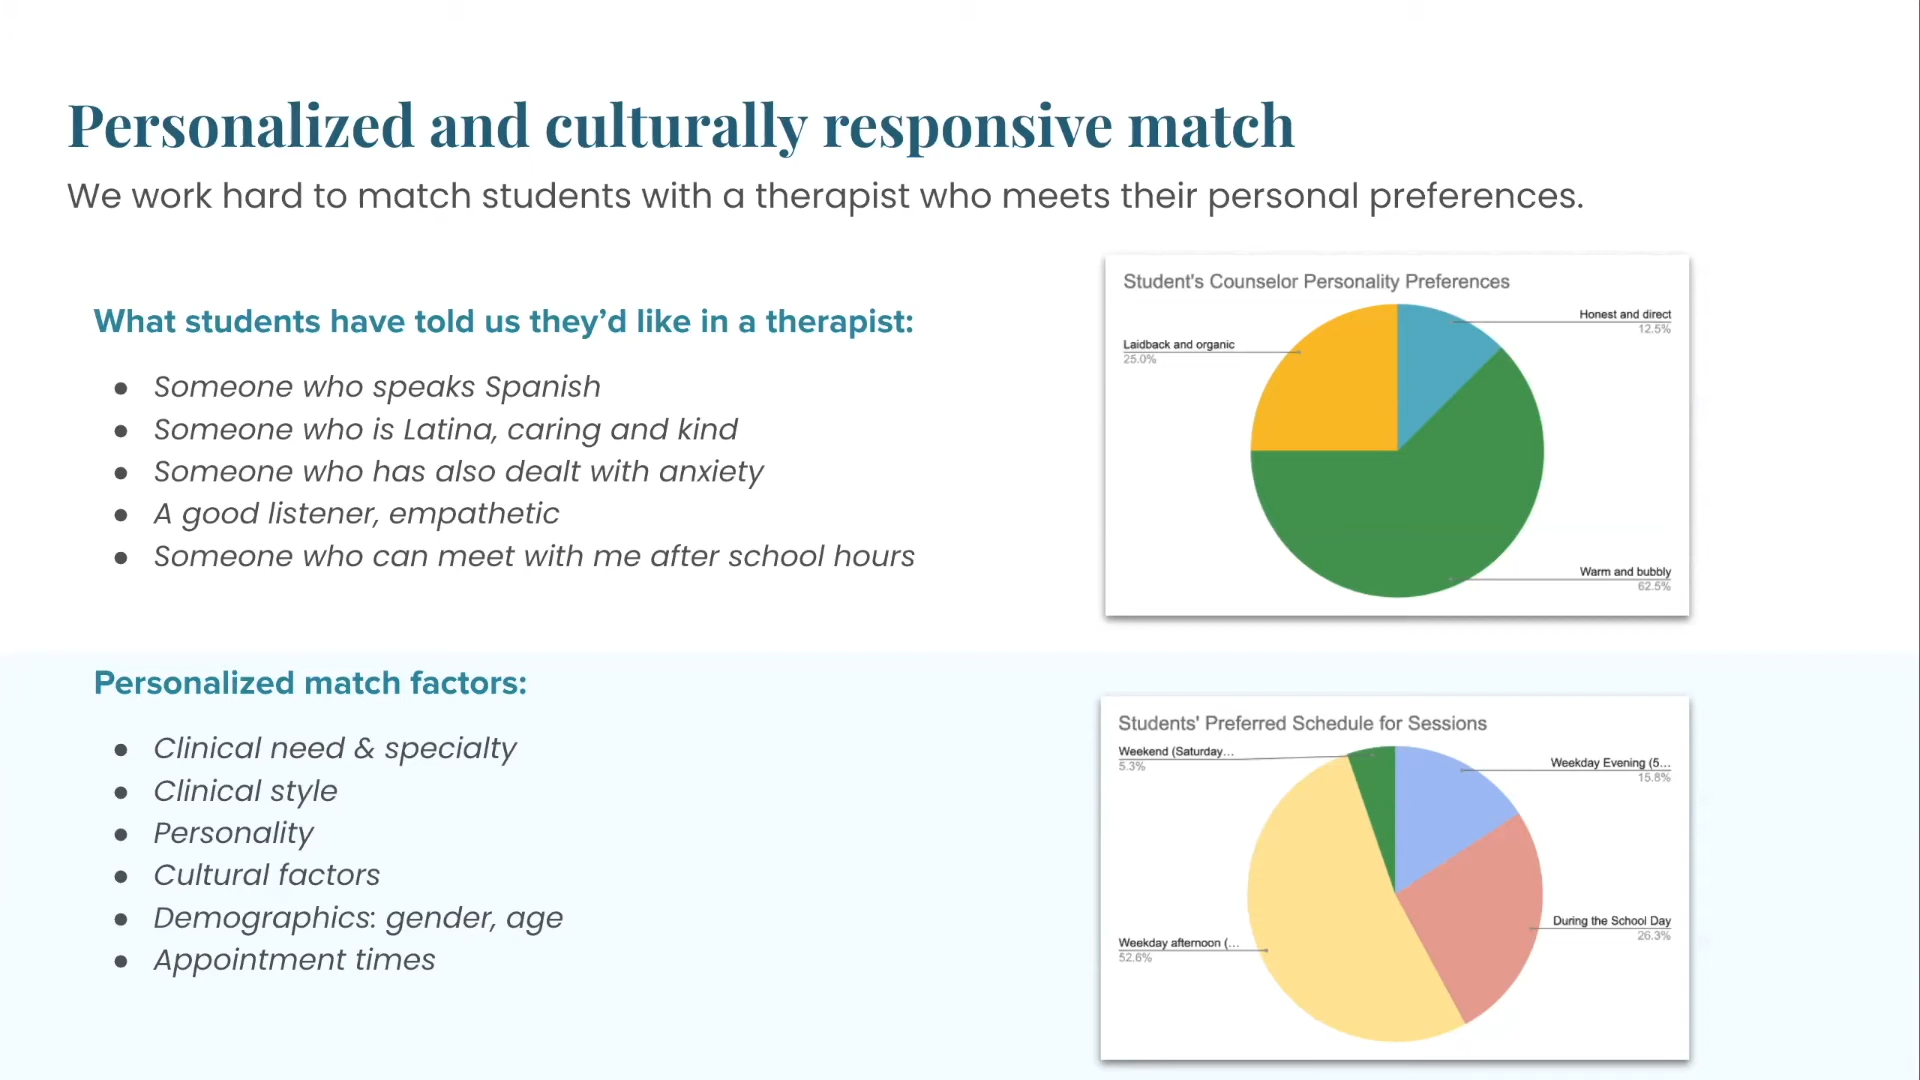 Personalized and culturally responsive match
We work hard to match students with a therapist who meets their personal preferences.
What students have told us they’d like in a therapist:
● Someone who speaks Spanish
● Someone who is Latina, caring and kind
● Someone who has also dealt with anxiety
● A good listener, empathetic
● Someone who can meet with me after school hours
Student's Counselor Personality Preferences
Honest and direct
12.5%
Laidback and organic
25.0%
Warm and bubbly
62.5%
Personalized match factors:
● Clinical need & specialty
● Clinical style
● Personality
● Cultural factors
● Demographics: gender, age
● Appointment times
Students' Preferred Schedule for Sessions
Weekend (Saturday…
5.3%
Weekday Evening (5…
15.8%
During the School Day
26.3%
Weekday afternoon (…
52.6%